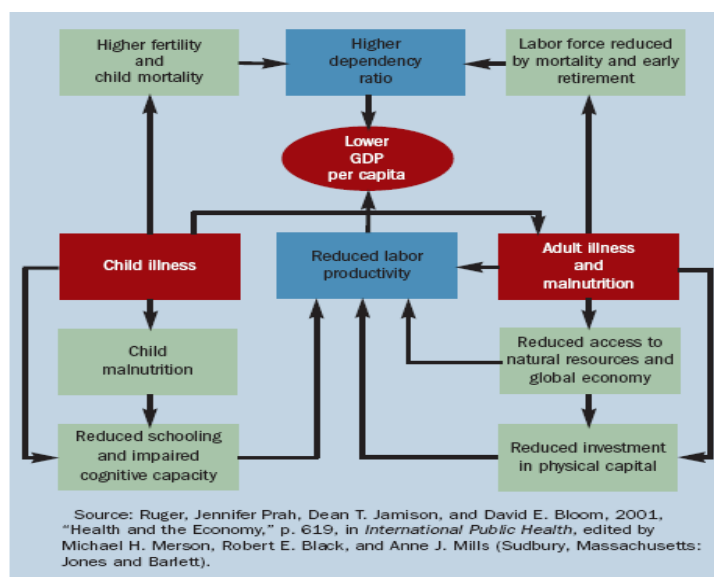 Higher fertility
and
child mortality
Higher
dependency
ratio
Labor force reduced
by mortality and early
retirement
Lower
GDP
per capita
Child illness
Reduced labor
productivity
Adult illness
and
malnutrition
Child
malnutrition
Reduced access to
natural resources and
global economy
Reduced schooling
and impaired
cognitive capacity
Reduced investment
in physical capital
Source: Ruger, Jennifer Prah, Dean T. Jamison, and David E. Bloom, 2001,
“Health and the Economy,” p. 619, in International Public Health, edited by
Michael H. Merson, Robert E. Black, and Anne J. Mills (Sudbury, Massachusetts:
Jones and Barlett).